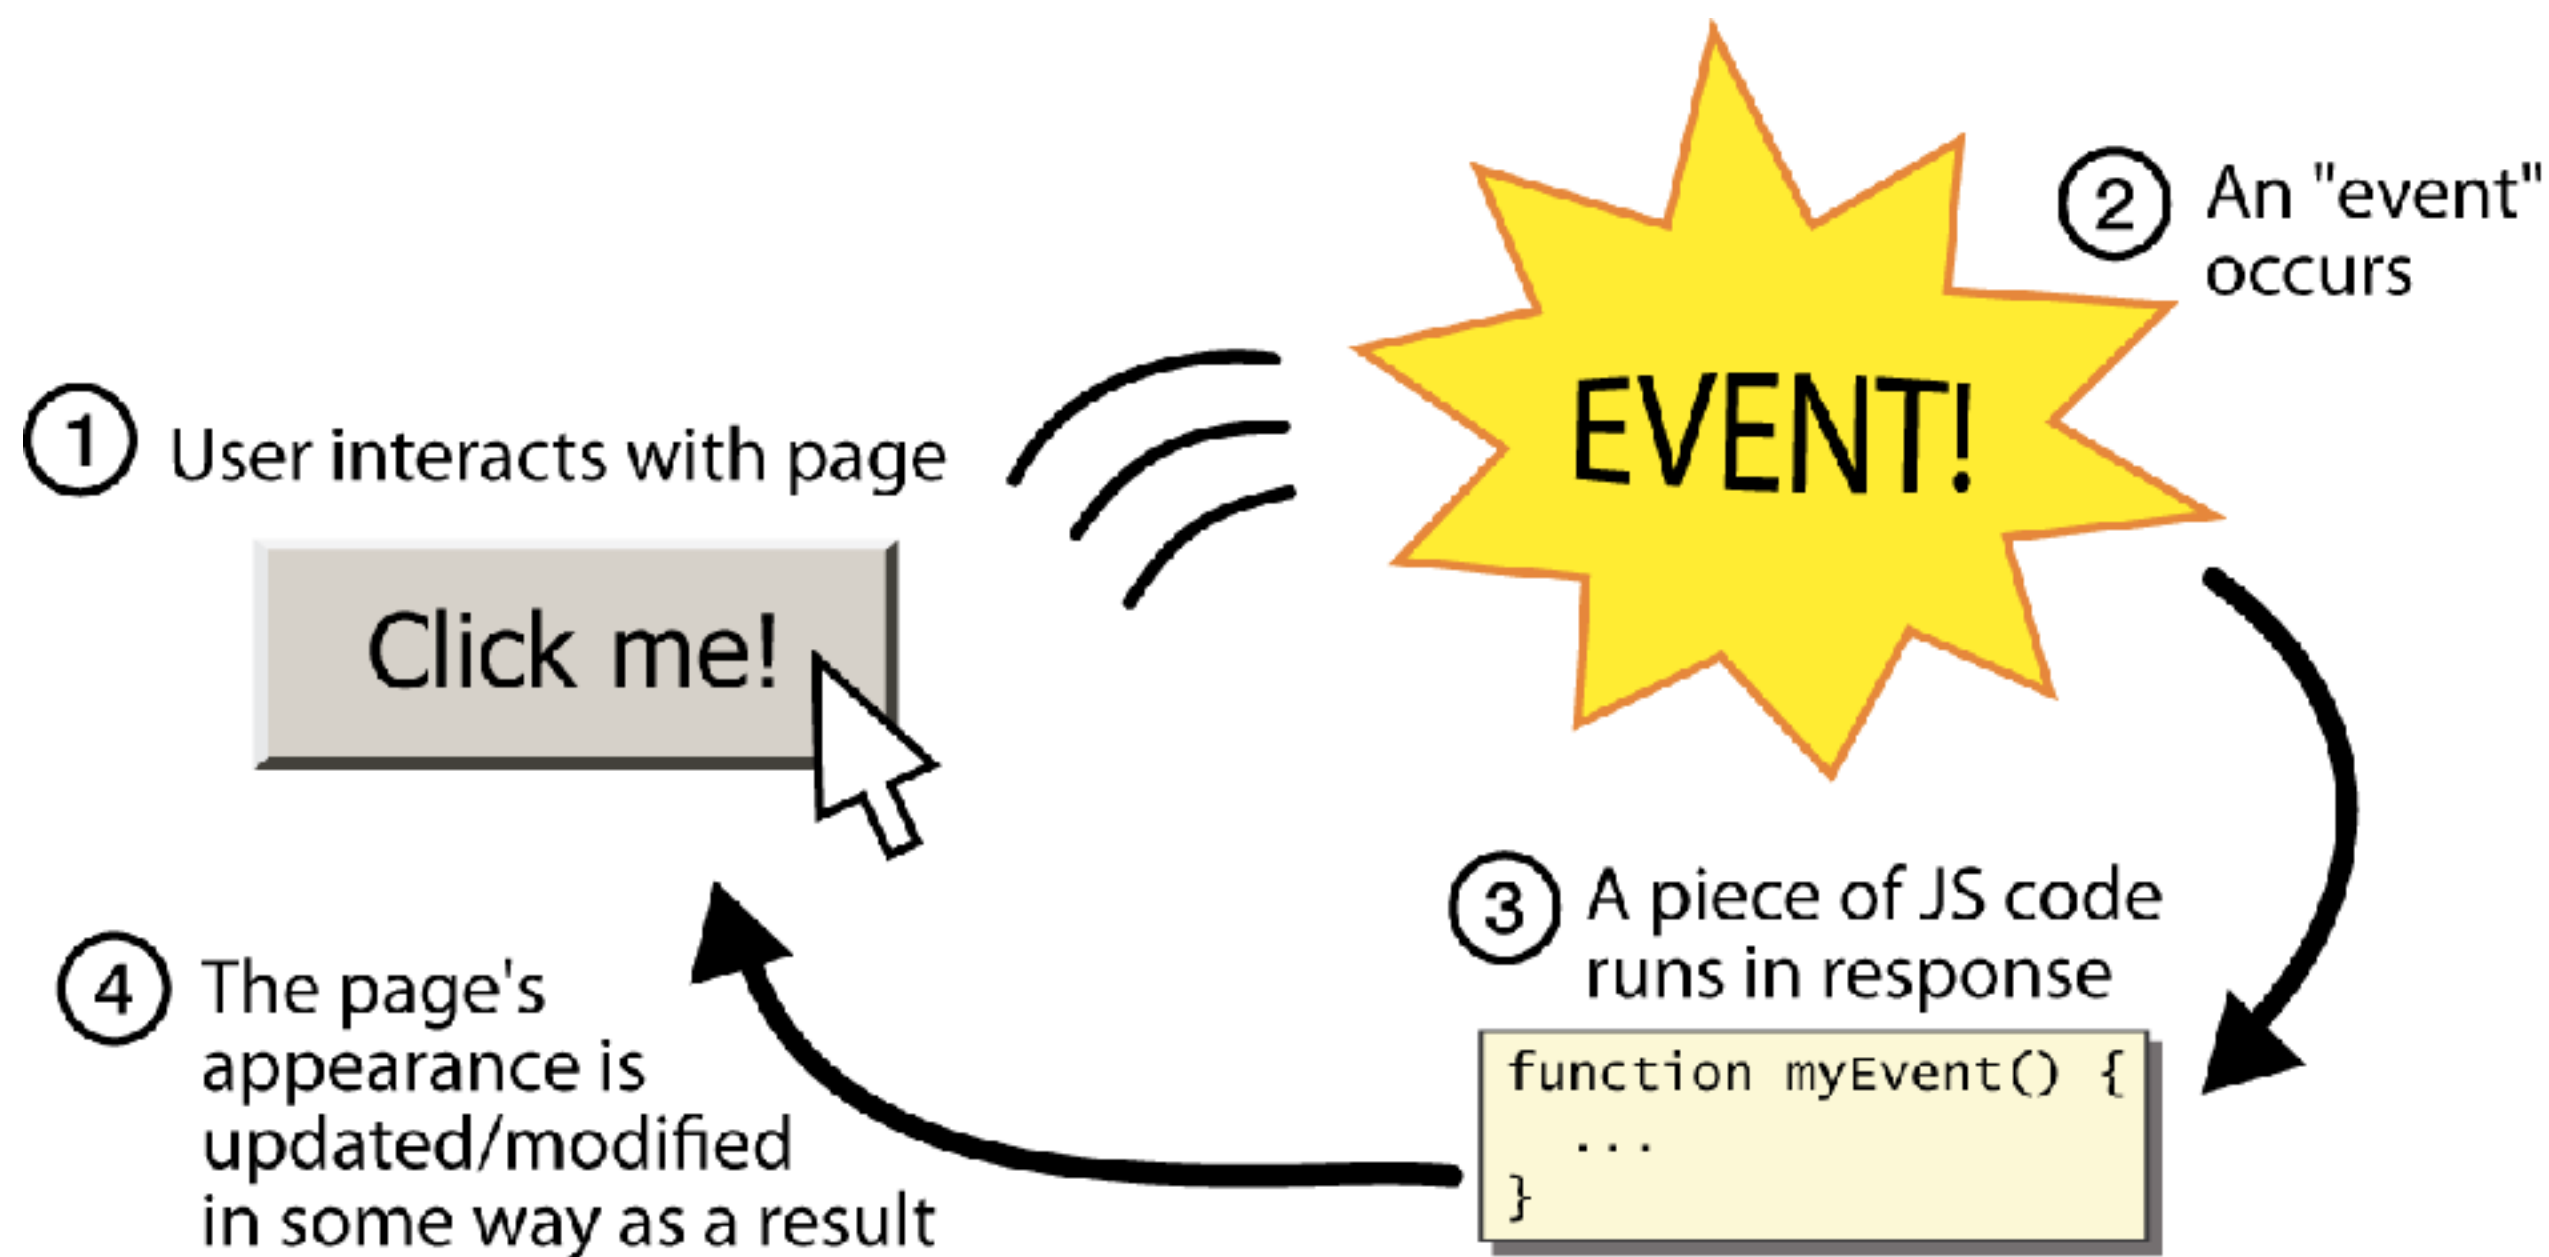 1 User interacts with page
Click me!
EVENT!
2 An "event"
occurs
3 A piece of JS code
runs in response
function myEvent() {
...
}
4 The page's
appearance is
updated/modified
in some way as a result